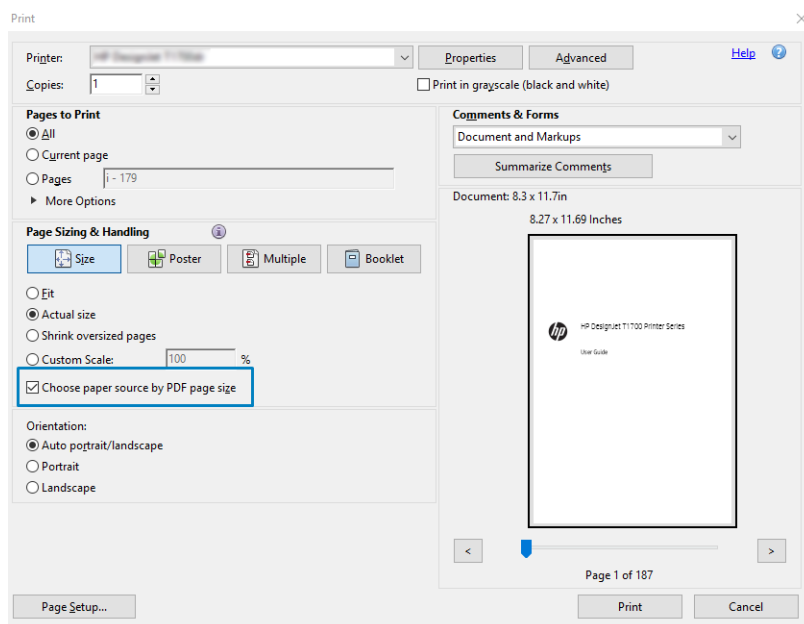 Print
Printer:
Properties
Advanced
Help
Copies: 1
Print in grayscale (black and white)
Pages to Print
All
Current page
Pages i - 179
More Options
Comments & Forms
Document and Markups
Summarize Comments
Page Sizing & Handling
Size
Poster
Multiple
Booklet
Fit
Actual size
Shrink oversized pages
Custom Scale: 100 %
Choose paper source by PDF page size
Orientation:
Auto portrait/landscape
Portrait
Landscape
Document: 8.3 x 11.7in
8.27 x 11.69 Inches
hp
HP DesignJet T1700 Printer Series
User Guide
<
>
Page 1 of 187
Page Setup...
Print
Cancel